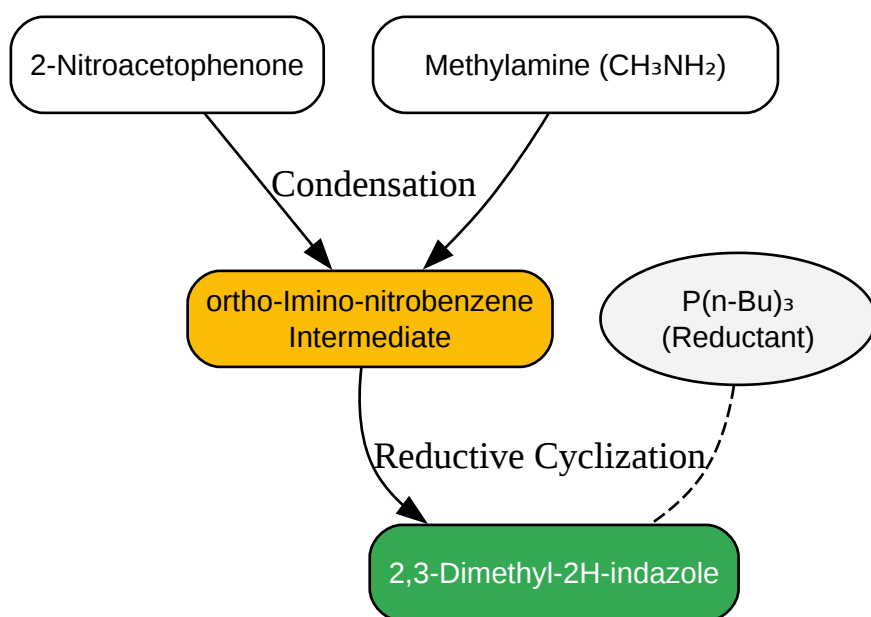 2-Nitroacetophenone
Methylamine (CH₃NH₂)
Condensation
ortho-Imino-nitrobenzene
Intermediate
P(n-Bu)₃
(Reductant)
Reductive Cyclization
2,3-Dimethyl-2H-indazole